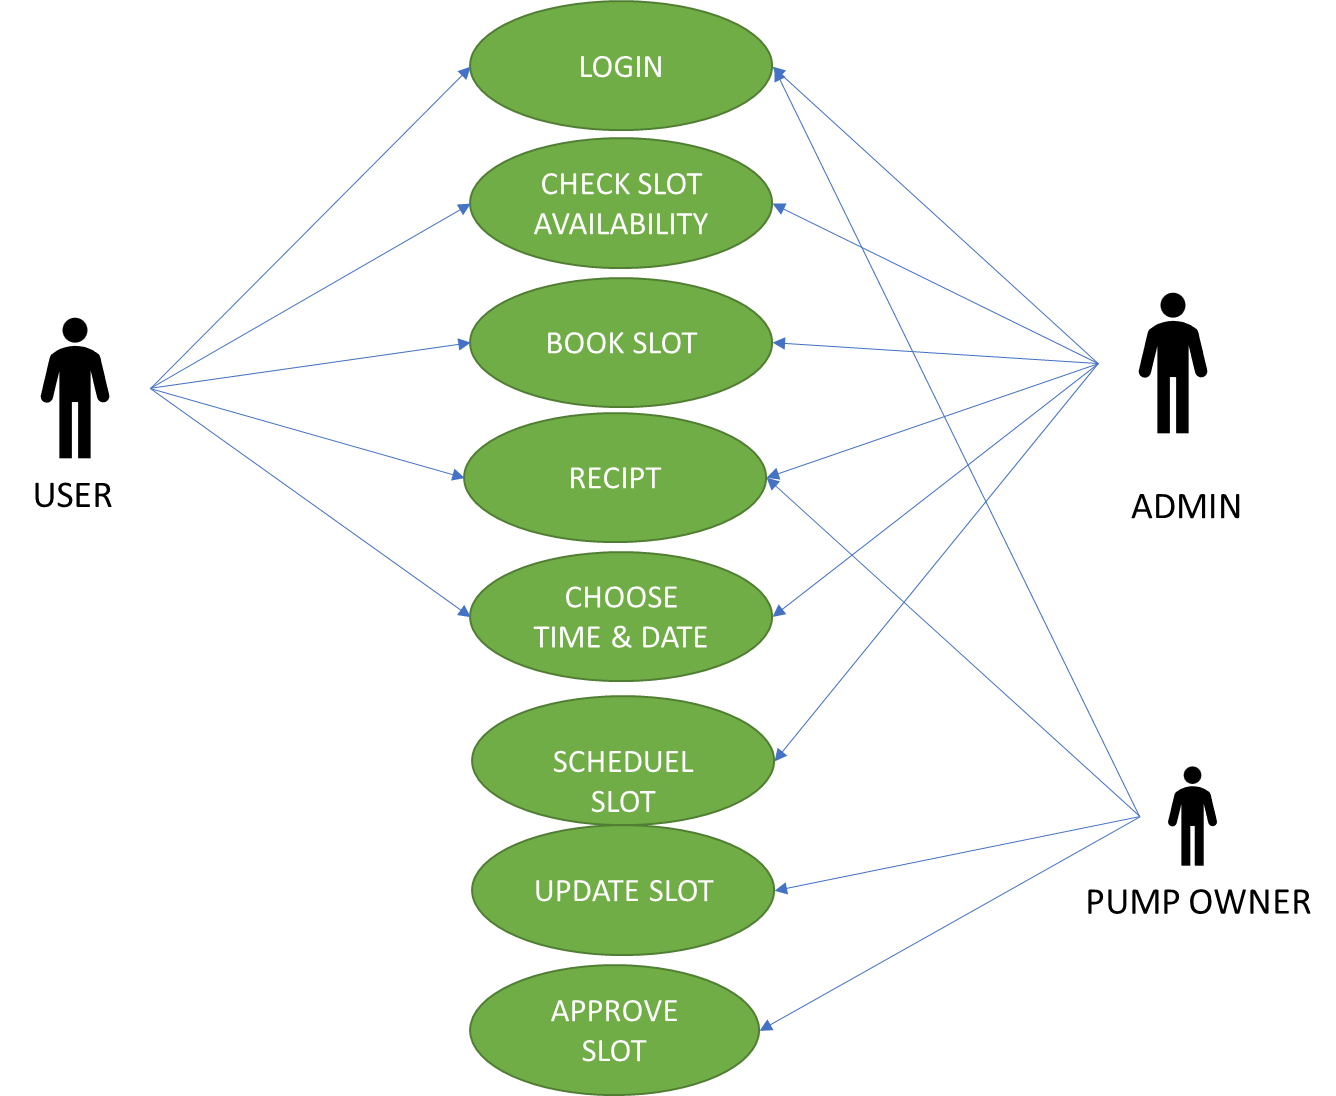 LOGIN
CHECK SLOT
AVAILABILITY
BOOK SLOT
RECIPT
USER
ADMIN
CHOOSE
TIME & DATE
SCHEDUEL
SLOT
UPDATE SLOT
PUMP OWNER
APPROVE
SLOT